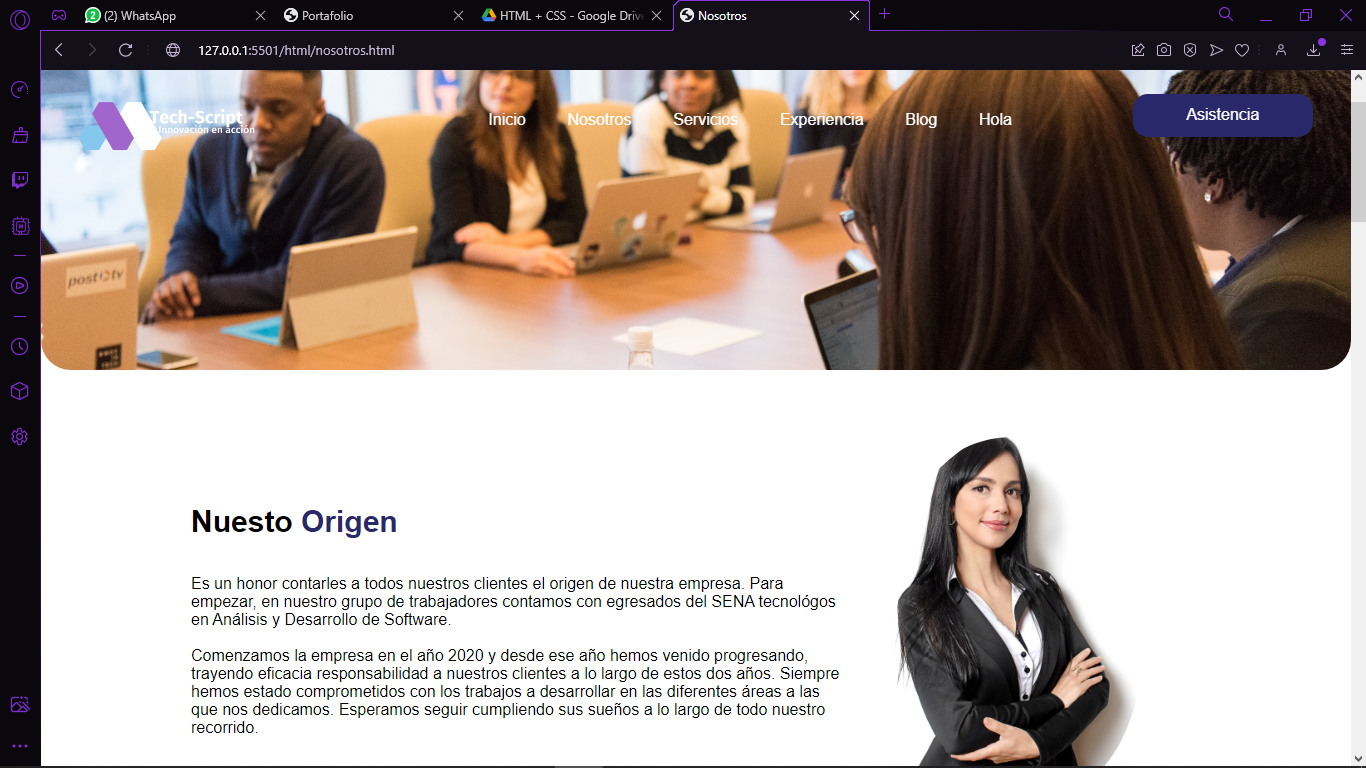 (2) WhatsApp
Portafolio
HTML + CSS - Google Drive
Nosotros
127.0.0.1:5501/html/nosotros.html
Tech-Script
Innovación en acción
Inicio Nosotros Servicios Experiencia Blog Hola
Asistencia
post tv
Nuesto Origen
Es un honor contarles a todos nuestros clientes el origen de nuestra empresa. Para
empezar, en nuestro grupo de trabajadores contamos con egresados del SENA tecnológos
en Análisis y Desarrollo de Software.
Comenzamos la empresa en el año 2020 y desde ese año hemos venido progresando,
trayendo eficacia responsabilidad a nuestros clientes a lo largo de estos dos años. Siempre
hemos estado comprometidos con los trabajos a desarrollar en las diferentes áreas a las
que nos dedicamos. Esperamos seguir cumpliendo sus sueños a lo largo de todo nuestro
recorrido.